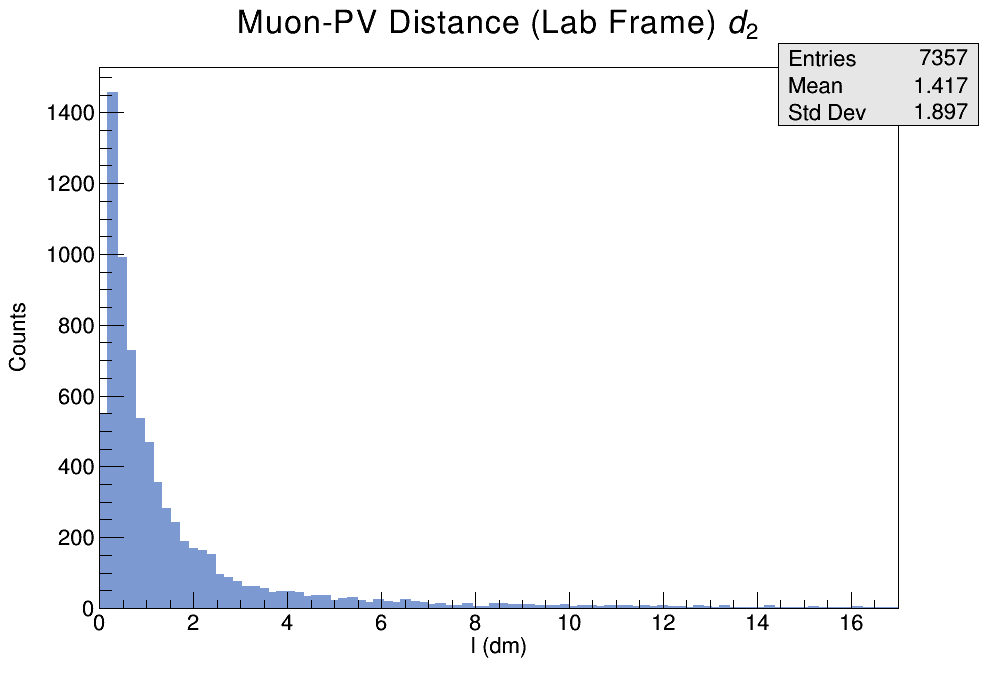 Muon-PV Distance (Lab Frame) d₂
Entries 7357
Mean 1.417
Std Dev 1.897
1400
1200
1000
800
600
400
200
0
Counts
0 2 4 6 8 10 12 14 16
l (dm)